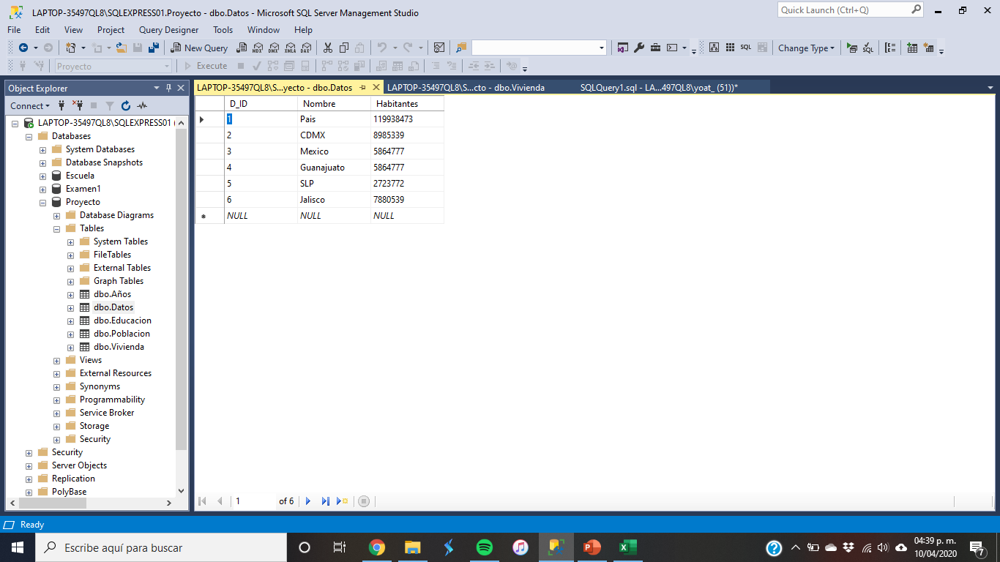 LAPTOP-35497QL8\SQLEXPRESS01.Proyecto - dbo.Datos - Microsoft SQL Server Management Studio
Quick Launch (Ctrl+Q)
File Edit View Project Query Designer Tools Window Help
New Query MDX DMX XMLA DAX SQL Change Type
Proyecto Execute
Object Explorer
LAPTOP-35497QL8\S...yecto - dbo.Datos LAPTOP-35497QL8\S...cto - dbo.Vivienda SQLQuery1.sql - LA...497QL8\yoat_ (51))*
Connect
D_ID Nombre Habitantes
1 Pais 119938473
2 CDMX 8985339
3 Mexico 5864777
4 Guanajuato 5864777
5 SLP 2723772
6 Jalisco 7880539
NULL NULL NULL
LAPTOP-35497QL8\SQLEXPRESS01 (
Databases
System Databases
Database Snapshots
Escuela
Examen1
Proyecto
Database Diagrams
Tables
System Tables
FileTables
External Tables
Graph Tables
dbo.Años
dbo.Datos
dbo.Educacion
dbo.Poblacion
dbo.Vivienda
Views
External Resources
Synonyms
Programmability
Service Broker
Storage
Security
Security
Server Objects
Replication
PolyBase
1 of 6
Ready
Escribe aquí para buscar
04:39 p. m.
10/04/2020
7